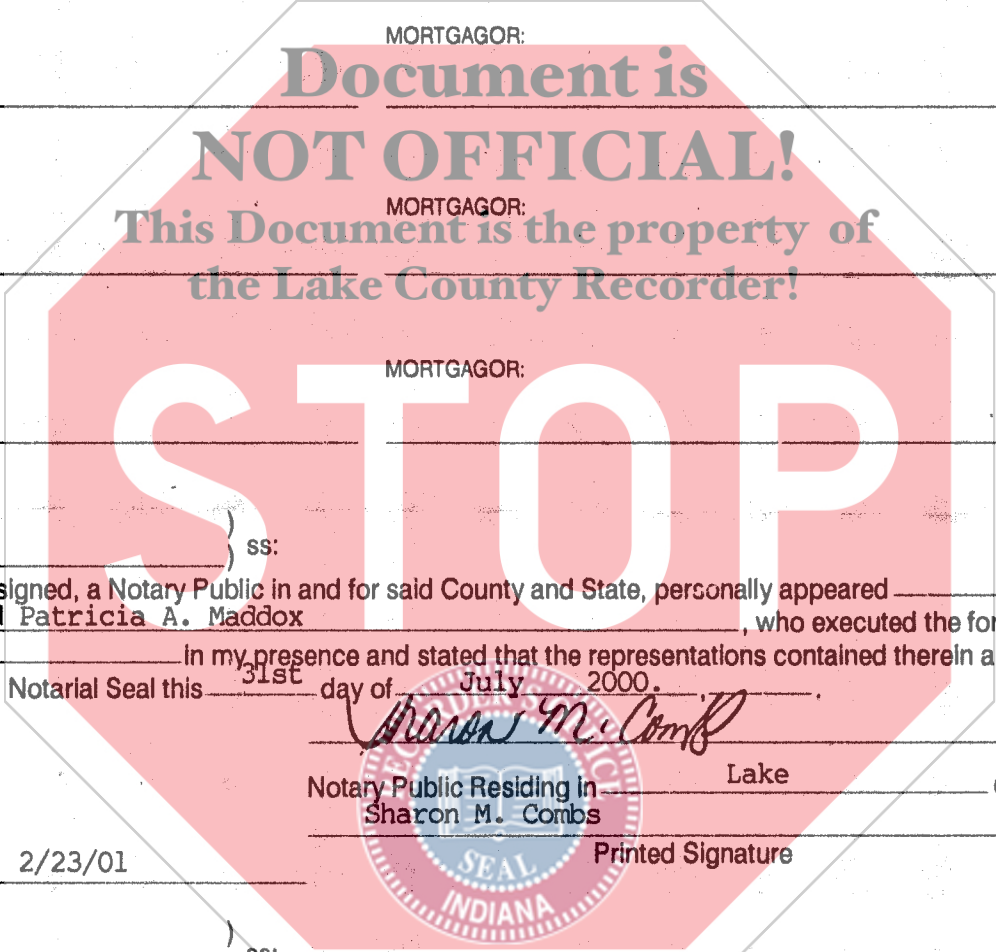 MORTGAGOR:
Document is
NOT OFFICIAL!
MORTGAGOR:
This Document is the property of
the Lake County Recorder!
MORTGAGOR:
STOP
)
) ss:
signed, a Notary Public in and for said County and State, personally appeared
Patricia A. Maddox , who executed the for
in my presence and stated that the representations contained therein a
Notarial Seal this 31st day of July 2000 , .
Sharon M. Combs
Notary Public Residing in Lake
Sharon M. Combs
Printed Signature
2/23/01
RECORDER'S OFFICE
SEAL
INDIANA
)